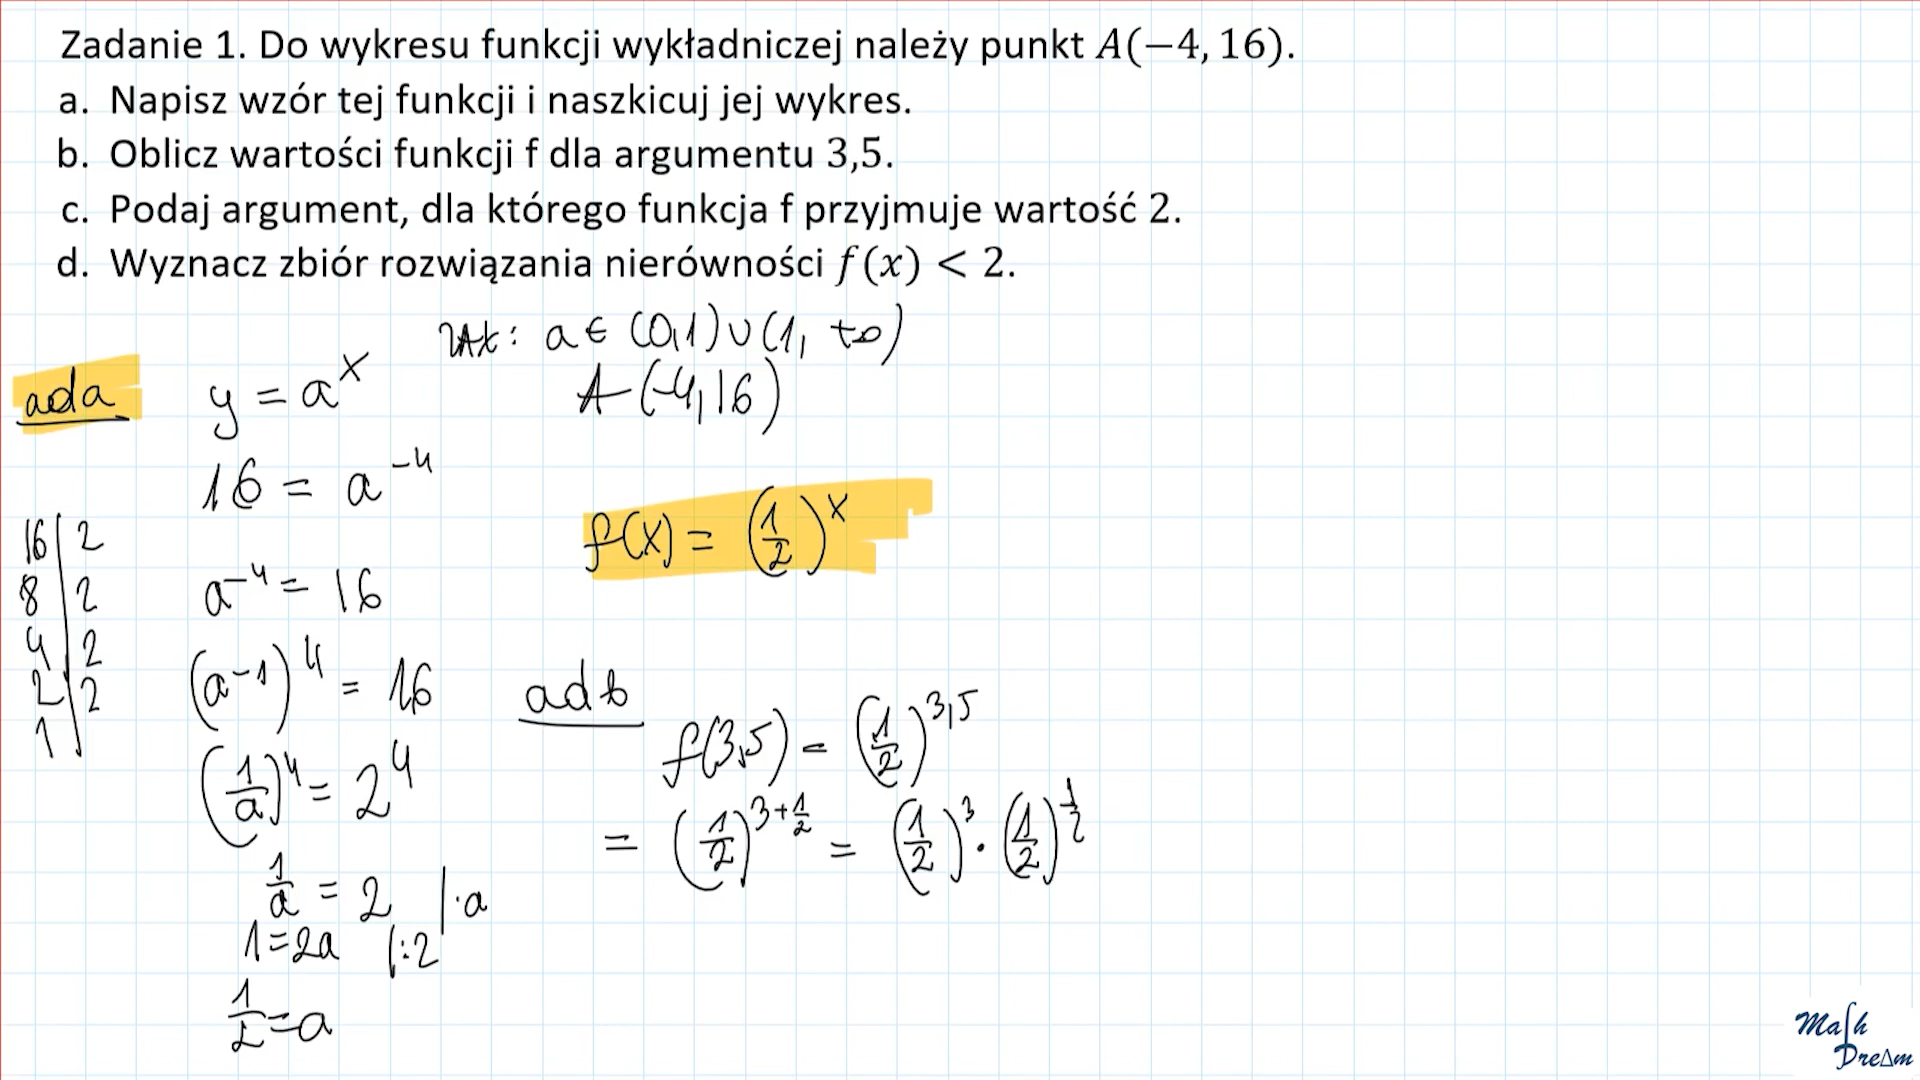 Zadanie 1. Do wykresu funkcji wykładniczej należy punkt A(−4, 16).
a. Napisz wzór tej funkcji i naszkicuj jej wykres.
b. Oblicz wartości funkcji f dla argumentu 3,5.
c. Podaj argument, dla którego funkcja f przyjmuje wartość 2.
d. Wyznacz zbiór rozwiązania nierówności f(x) < 2.
zał: a ∈ (0,1) ∪ (1, +∞)
ad a
y = a^x
A(-4,16)
16 = a^-4
f(x) = (1/2)^x
16 | 2
8 | 2
4 | 2
2 | 2
1 |
a^-4 = 16
(a^-1)^4 = 16
(1/a)^4 = 2^4
1/a = 2 | ·a
1 = 2a | :2
1/2 = a
ad b
f(3,5) = (1/2)^3,5
= (1/2)^(3+1/2) = (1/2)^3 · (1/2)^(1/2)
Math
Dream